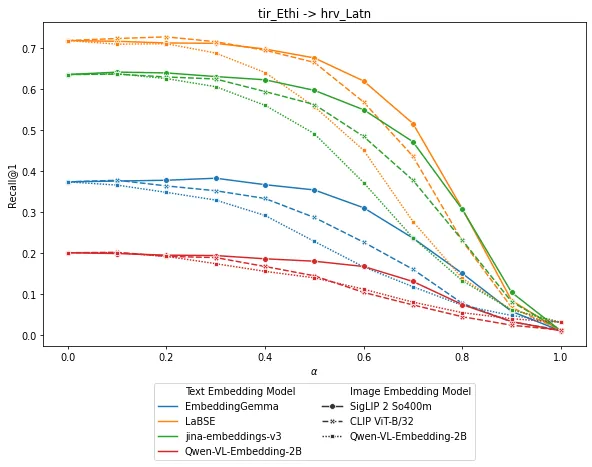 tir_Ethi -> hrv_Latn
Recall@1
0.7
0.6
0.5
0.4
0.3
0.2
0.1
0.0
0.0 0.2 0.4 0.6 0.8 1.0
α
Text Embedding Model
EmbeddingGemma
LaBSE
jina-embeddings-v3
Qwen-VL-Embedding-2B
Image Embedding Model
SigLIP 2 So400m
CLIP ViT-B/32
Qwen-VL-Embedding-2B